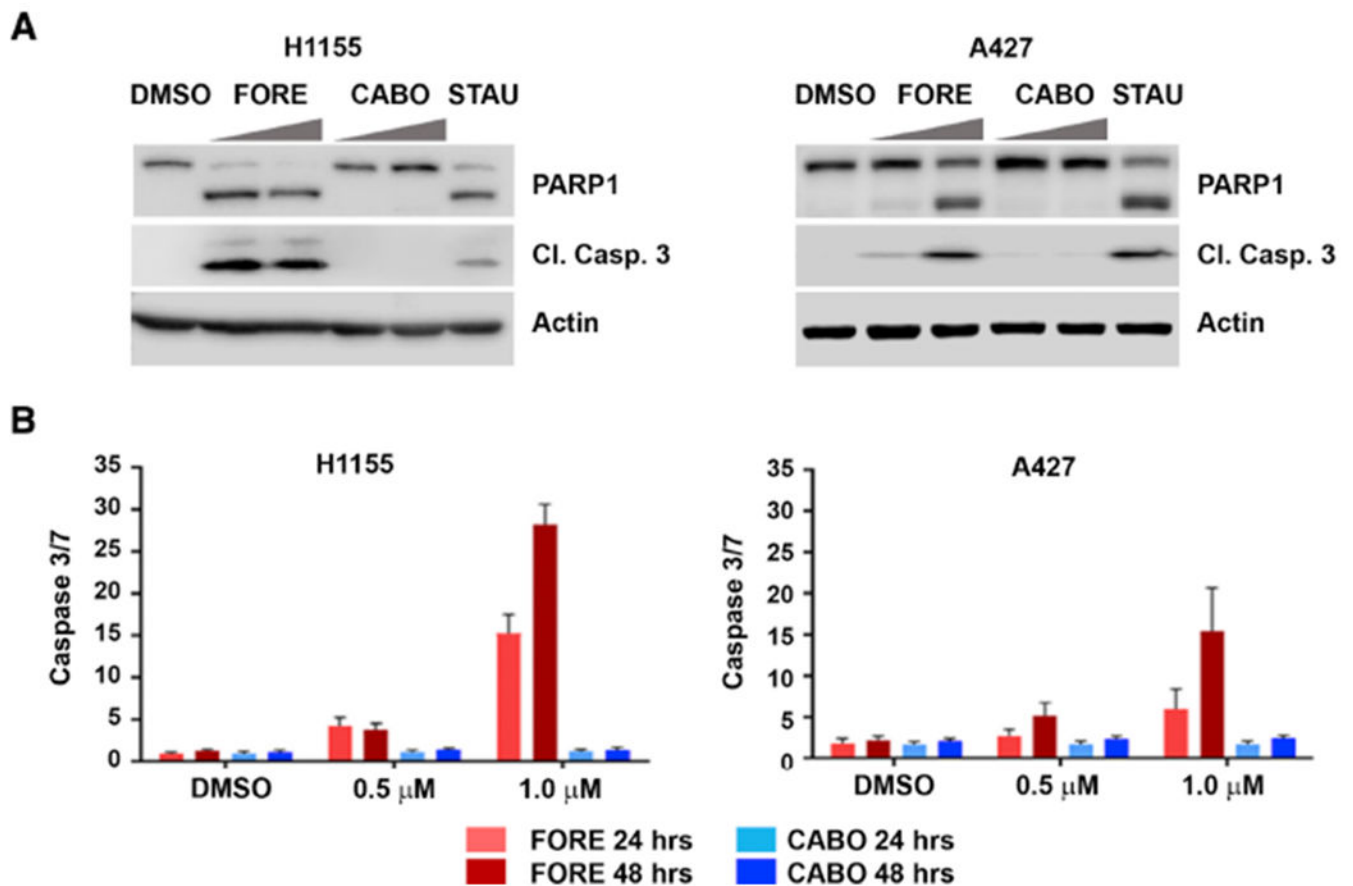 A
H1155
DMSO FORE CABO STAU
PARP1
Cl. Casp. 3
Actin
A427
DMSO FORE CABO STAU
PARP1
Cl. Casp. 3
Actin
B
H1155
Caspase 3/7
35
30
25
20
15
10
5
0
DMSO 0.5 μM 1.0 μM
A427
Caspase 3/7
35
30
25
20
15
10
5
0
DMSO 0.5 μM 1.0 μM
FORE 24 hrs CABO 24 hrs
FORE 48 hrs CABO 48 hrs